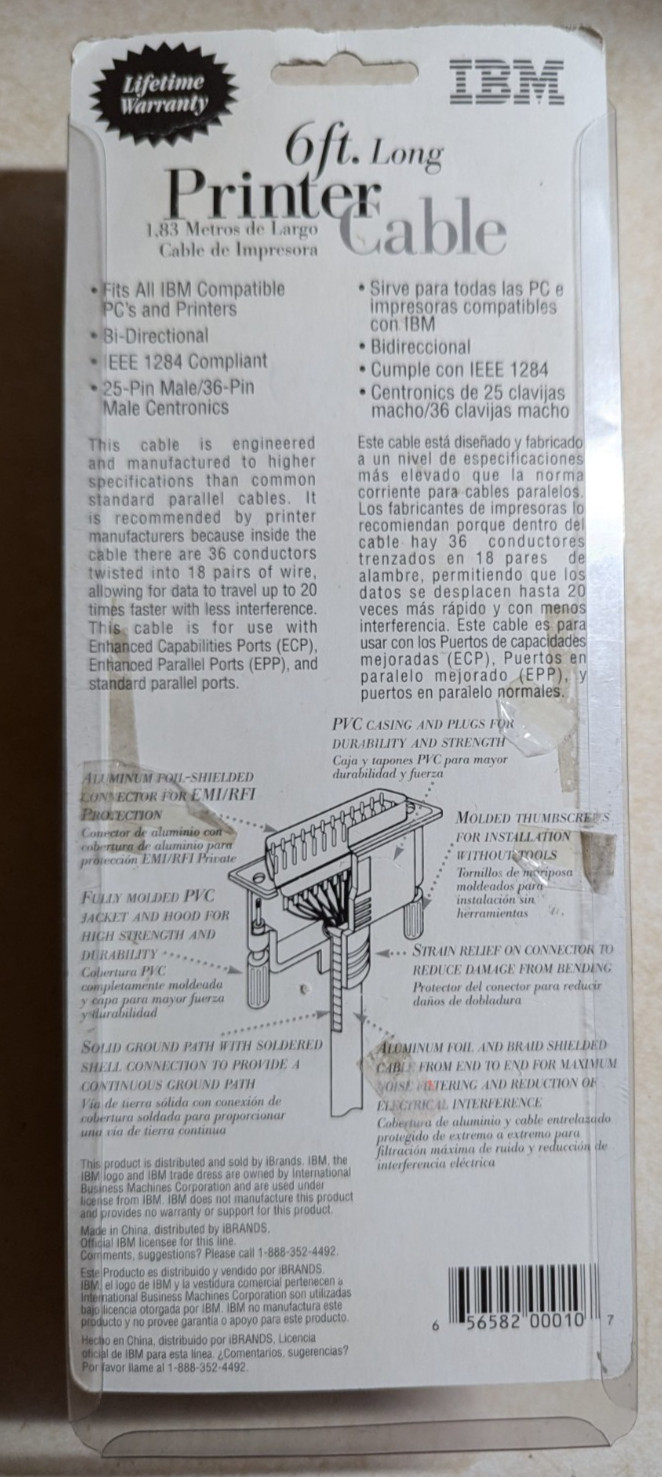 Lifetime
Warranty
IBM
6ft. Long
Printer
Cable
1,83 Metros de Largo
Cable de Impresora
• Fits All IBM Compatible
PC's and Printers
• Bi-Directional
• IEEE 1284 Compliant
• 25-Pin Male/36-Pin
Male Centronics
• Sirve para todas las PC e
impresoras compatibles
con IBM
• Bidireccional
• Cumple con IEEE 1284
• Centronics de 25 clavijas
macho/36 clavijas macho
This cable is engineered
and manufactured to higher
specifications than common
standard parallel cables. It
is recommended by printer
manufacturers because inside the
cable there are 36 conductors
twisted into 18 pairs of wire,
allowing for data to travel up to 20
times faster with less interference.
This cable is for use with
Enhanced Capabilities Ports (ECP),
Enhanced Parallel Ports (EPP), and
standard parallel ports.
Este cable está diseñado y fabricado
a un nivel de especificaciones
más elevado que la norma
corriente para cables paralelos.
Los fabricantes de impresoras lo
recomiendan porque dentro del
cable hay 36 conductores
trenzados en 18 pares de
alambre, permitiendo que los
datos se desplacen hasta 20
veces más rápido y con menos
interferencia. Este cable es para
usar con los Puertos de capacidades
mejoradas (ECP), Puertos en
paralelo mejorado (EPP), y
puertos en paralelo normales.
PVC CASING AND PLUGS FOR
DURABILITY AND STRENGTH
Caja y tapones PVC para mayor
durabilidad y fuerza
ALUMINUM FOIL-SHIELDED
CONNECTOR FOR EMI/RFI
PROTECTION
Conector de aluminio con
cobertura de aluminio para
protección EMI/RFI Private
MOLDED THUMBSCREWS
FOR INSTALLATION
WITHOUT TOOLS
Tornillos de mariposa
moldeados para
instalación sin
herramientas
FULLY MOLDED PVC
JACKET AND HOOD FOR
HIGH STRENGTH AND
DURABILITY
Cobertura PVC
completamente moldeada
y capa para mayor fuerza
y durabilidad
STRAIN RELIEF ON CONNECTOR TO
REDUCE DAMAGE FROM BENDING
Protector del conector para reducir
daños de dobladura
SOLID GROUND PATH WITH SOLDERED
SHELL CONNECTION TO PROVIDE A
CONTINUOUS GROUND PATH
Vía de tierra sólida con conexión de
cobertura soldada para proporcionar
una vía de tierra continua
ALUMINUM FOIL AND BRAID SHIELDED
CABLE FROM END TO END FOR MAXIMUM
NOISE FILTERING AND REDUCTION OF
ELECTRICAL INTERFERENCE
Cobertura de aluminio y cable entrelazado
protegido de extremo a extremo para
filtración máxima de ruido y reducción de
interferencia eléctrica
This product is distributed and sold by iBrands. IBM, the
IBM logo and IBM trade dress are owned by International
Business Machines Corporation and are used under
license from IBM. IBM does not manufacture this product
and provides no warranty or support for this product.
Made in China, distributed by iBRANDS.
Official IBM licensee for this line.
Comments, suggestions? Please call 1-888-352-4492.
Este Producto es distribuido y vendido por iBRANDS.
IBM, el logo de IBM y la vestidura comercial pertenecen a
International Business Machines Corporation son utilizadas
bajo licencia otorgada por IBM. IBM no manufactura este
producto y no provee garantia o apoyo para este producto.
Hecho en China, distribuido por iBRANDS, Licencia
oficial de IBM para esta linea. ¿Comentarios, sugerencias?
Por favor llame al 1-888-352-4492.
6 56582 00010 7